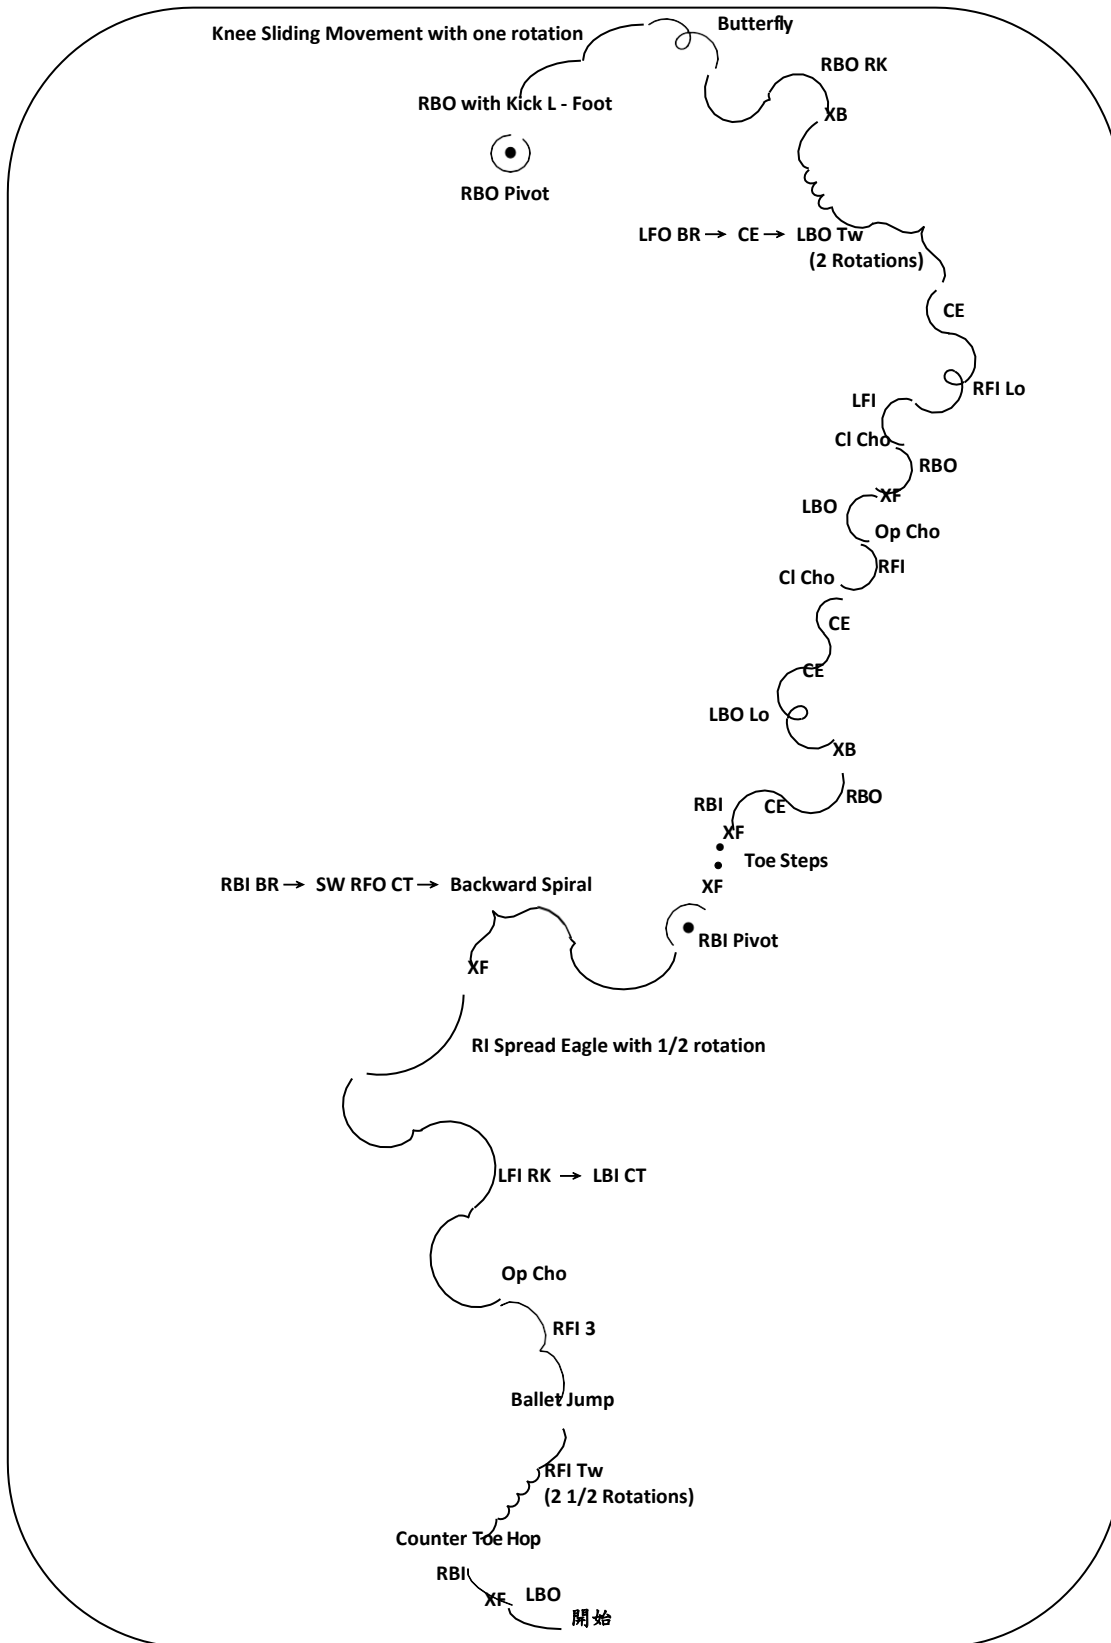 Butterfly
Knee Sliding Movement with one rotation
RBO RK
RBO with Kick L - Foot
XB
RBO Pivot
LFO BR → CE → LBO Tw
(2 Rotations)
CE
RFI Lo
LFI
Cl Cho
RBO
XF
LBO
Op Cho
RFI
Cl Cho
CE
CE
LBO Lo
XB
RBO
RBI
CE
XF
Toe Steps
XF
RBI BR → SW RFO CT → Backward Spiral
RBI Pivot
XF
RI Spread Eagle with 1/2 rotation
LFI RK → LBI CT
Op Cho
RFI 3
Ballet Jump
RFI Tw
(2 1/2 Rotations)
Counter Toe Hop
RBI
XF
LBO
開始